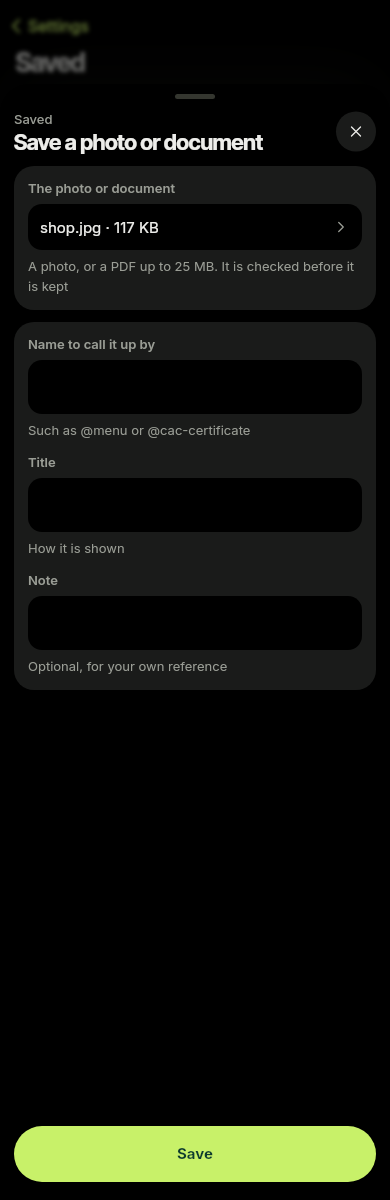 Settings
Saved
Saved
Save a photo or document
The photo or document
shop.jpg · 117 KB
A photo, or a PDF up to 25 MB. It is checked before it
is kept
Name to call it up by
Such as @menu or @cac-certificate
Title
How it is shown
Note
Optional, for your own reference
Save